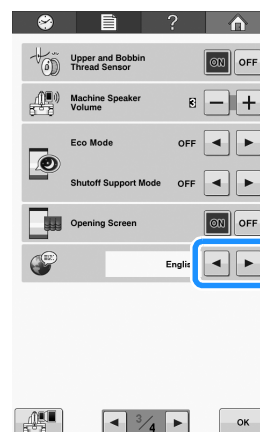 ?
Upper and Bobbin
Thread Sensor
ON OFF
Machine Speaker
Volume
3
Eco Mode
OFF
Shutoff Support Mode
OFF
Opening Screen
ON OFF
Englis
3/4
OK